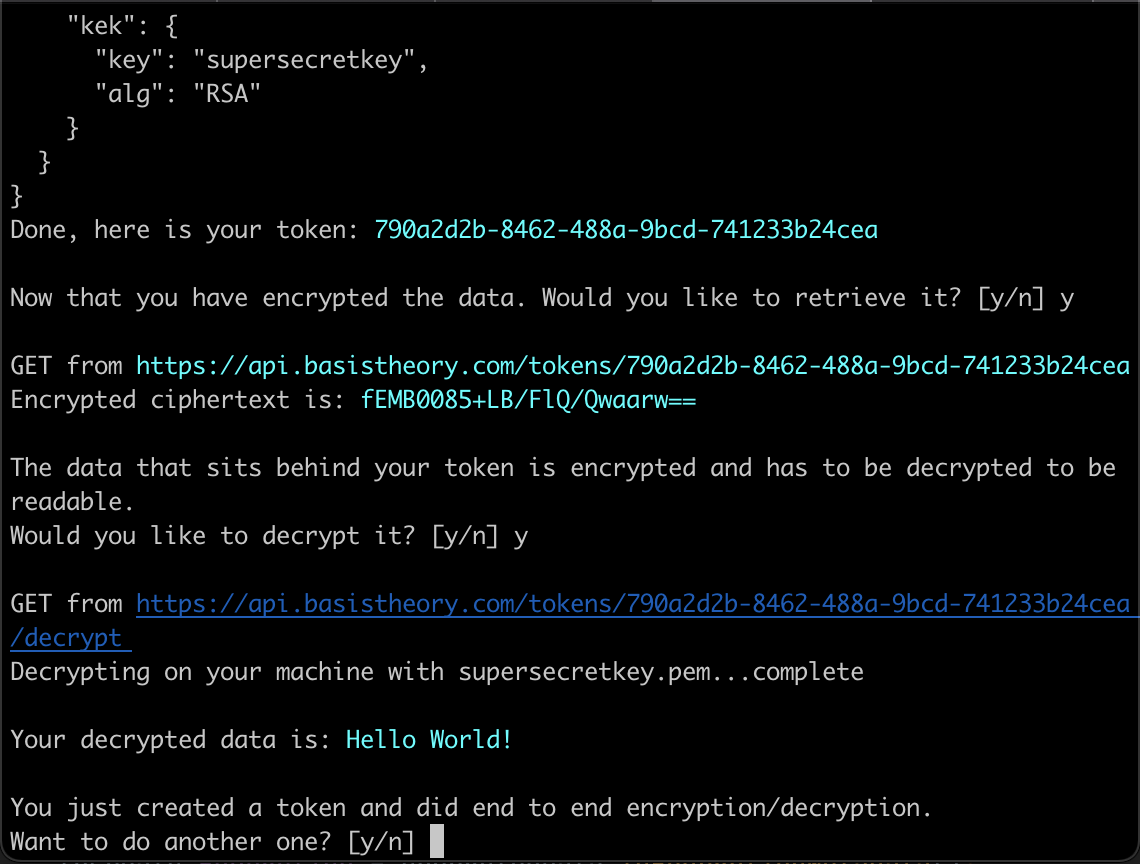 "kek": {
"key": "supersecretkey",
"alg": "RSA"
}
}
}
Done, here is your token: 790a2d2b-8462-488a-9bcd-741233b24cea
Now that you have encrypted the data. Would you like to retrieve it? [y/n] y
GET from https://api.basistheory.com/tokens/790a2d2b-8462-488a-9bcd-741233b24cea
Encrypted ciphertext is: fEMB0085+LB/FlQ/Qwaarw==
The data that sits behind your token is encrypted and has to be decrypted to be
readable.
Would you like to decrypt it? [y/n] y
GET from https://api.basistheory.com/tokens/790a2d2b-8462-488a-9bcd-741233b24cea
/decrypt
Decrypting on your machine with supersecretkey.pem...complete
Your decrypted data is: Hello World!
You just created a token and did end to end encryption/decryption.
Want to do another one? [y/n]